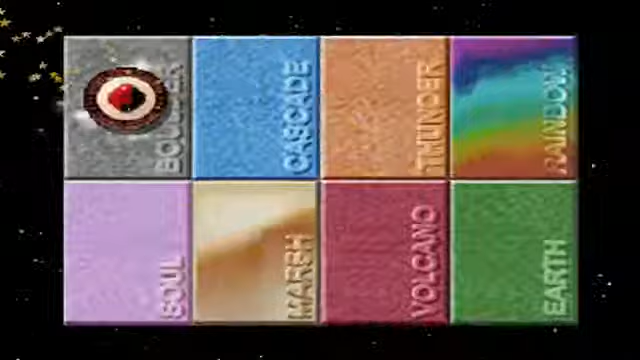 BOULDER
CASCADE
THUNDER
RAINBOW
SOUL
MARSH
VOLCANO
EARTH